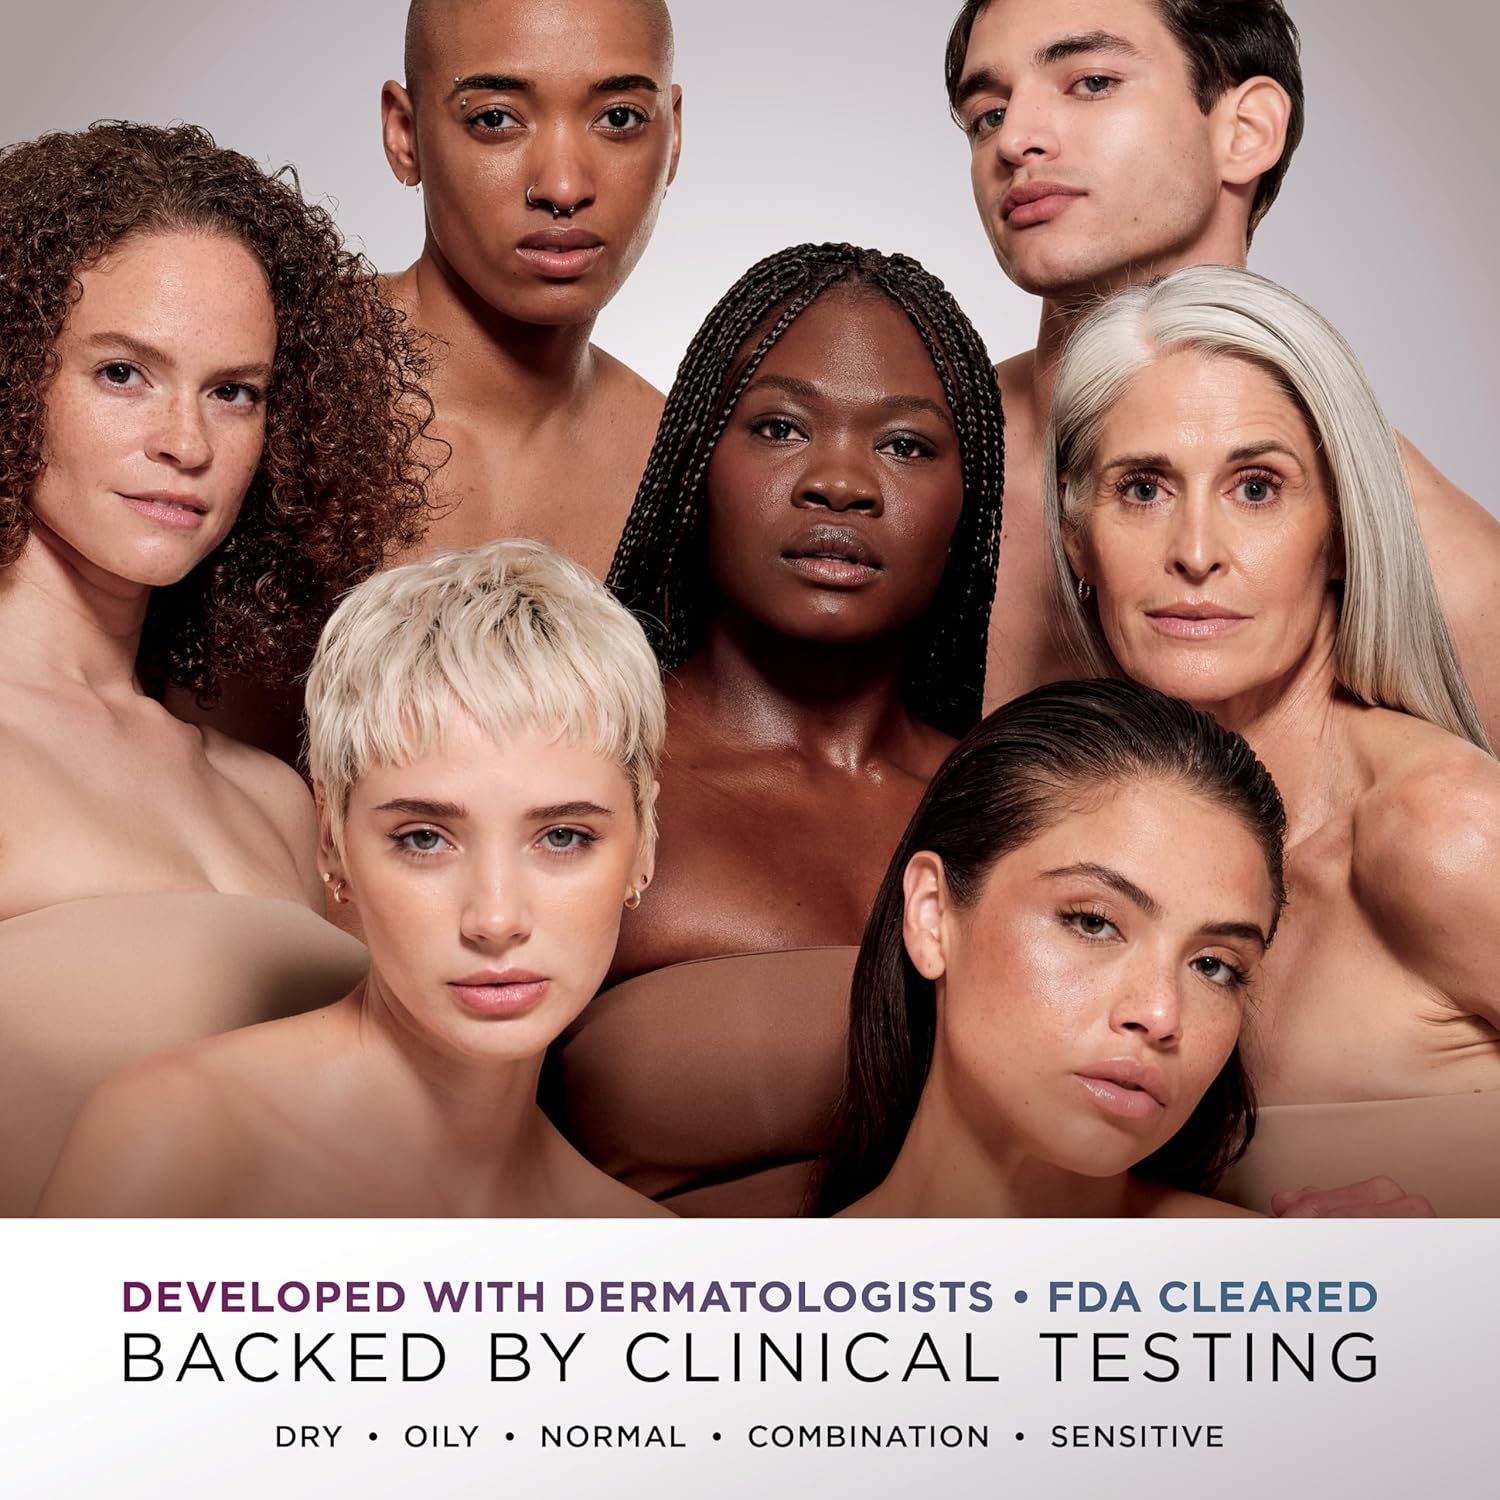 DEVELOPED WITH DERMATOLOGISTS • FDA CLEARED
BACKED BY CLINICAL TESTING
DRY • OILY • NORMAL • COMBINATION • SENSITIVE